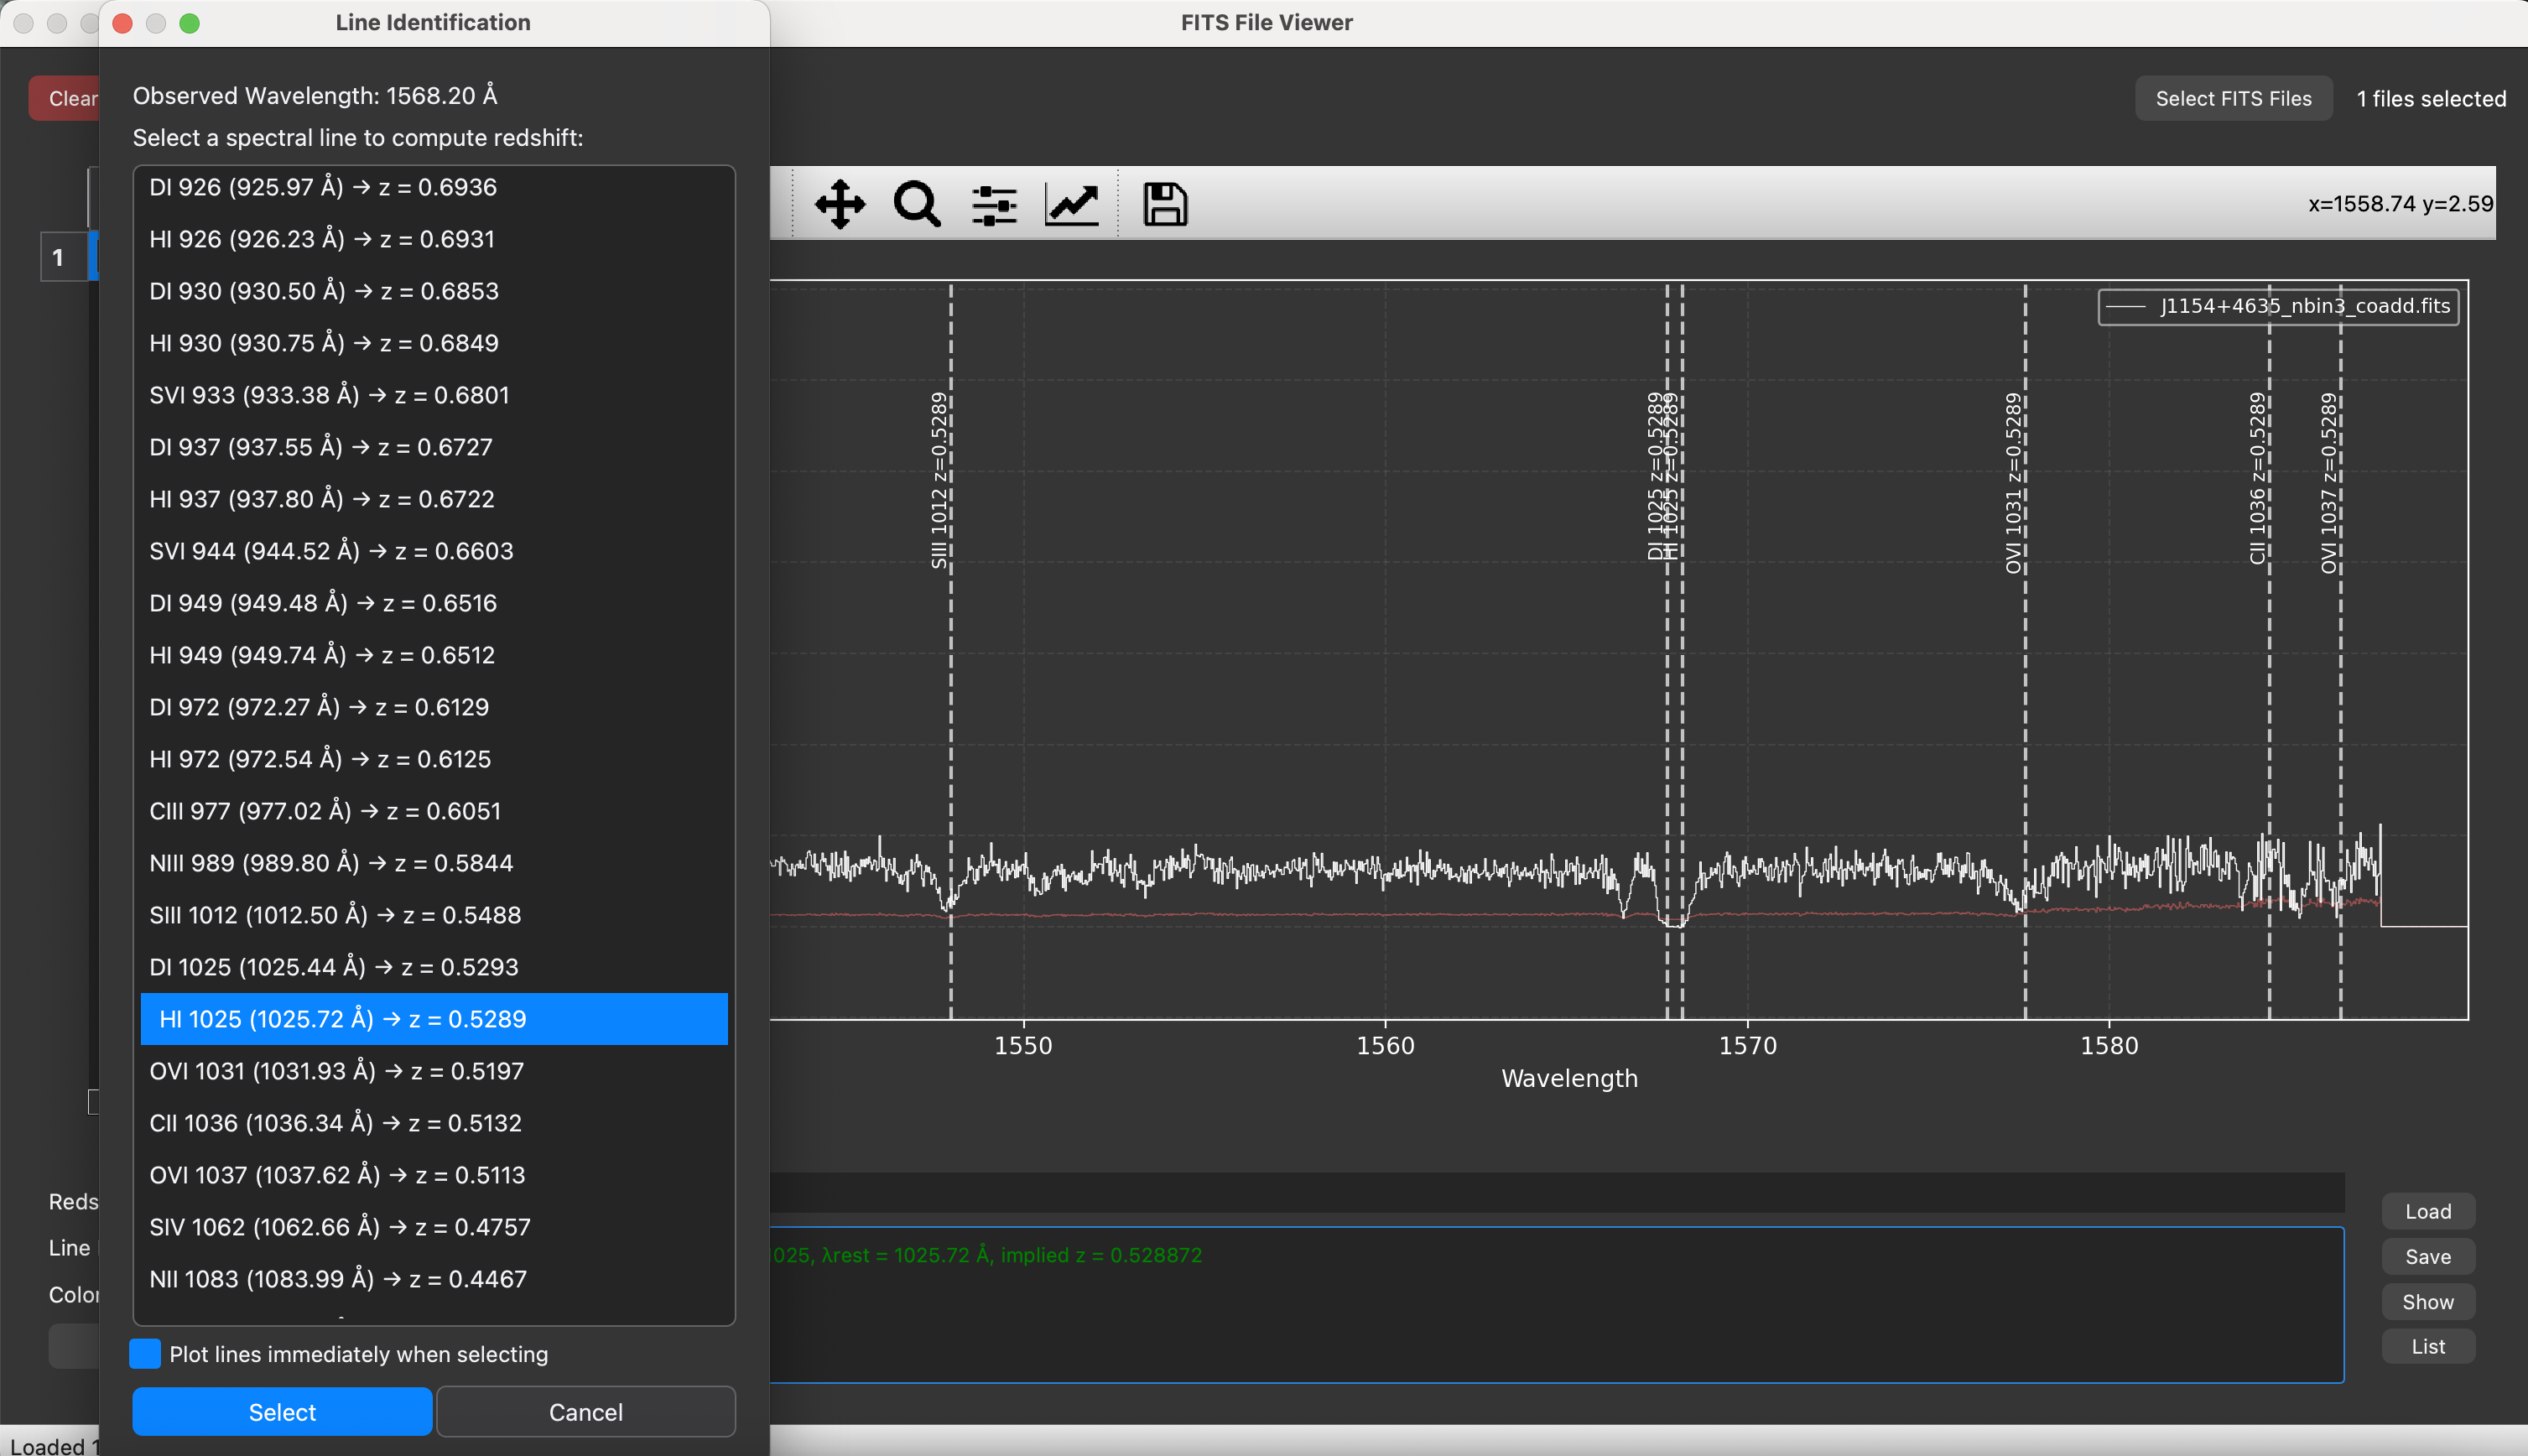 Line Identification
FITS File Viewer
Clear
Select FITS Files
1 files selected
Observed Wavelength: 1568.20 Å
Select a spectral line to compute redshift:
DI 926 (925.97 Å) → z = 0.6936
HI 926 (926.23 Å) → z = 0.6931
DI 930 (930.50 Å) → z = 0.6853
HI 930 (930.75 Å) → z = 0.6849
SVI 933 (933.38 Å) → z = 0.6801
DI 937 (937.55 Å) → z = 0.6727
HI 937 (937.80 Å) → z = 0.6722
SVI 944 (944.52 Å) → z = 0.6603
DI 949 (949.48 Å) → z = 0.6516
HI 949 (949.74 Å) → z = 0.6512
DI 972 (972.27 Å) → z = 0.6129
HI 972 (972.54 Å) → z = 0.6125
CIII 977 (977.02 Å) → z = 0.6051
NIII 989 (989.80 Å) → z = 0.5844
SIII 1012 (1012.50 Å) → z = 0.5488
DI 1025 (1025.44 Å) → z = 0.5293
HI 1025 (1025.72 Å) → z = 0.5289
OVI 1031 (1031.93 Å) → z = 0.5197
CII 1036 (1036.34 Å) → z = 0.5132
OVI 1037 (1037.62 Å) → z = 0.5113
SIV 1062 (1062.66 Å) → z = 0.4757
NII 1083 (1083.99 Å) → z = 0.4467
Plot lines immediately when selecting
Select
Cancel
1
x=1558.74 y=2.59
J1154+4635_nbin3_coadd.fits
SIII 1012 z=0.5289
DI 1025 z=0.5289
HI 1025 z=0.5289
OVI 1031 z=0.5289
CII 1036 z=0.5289
OVI 1037 z=0.5289
1550
1560
1570
1580
Wavelength
Reds
Line
Color
025, λrest = 1025.72 Å, implied z = 0.528872
Load
Save
Show
List
Loaded 1